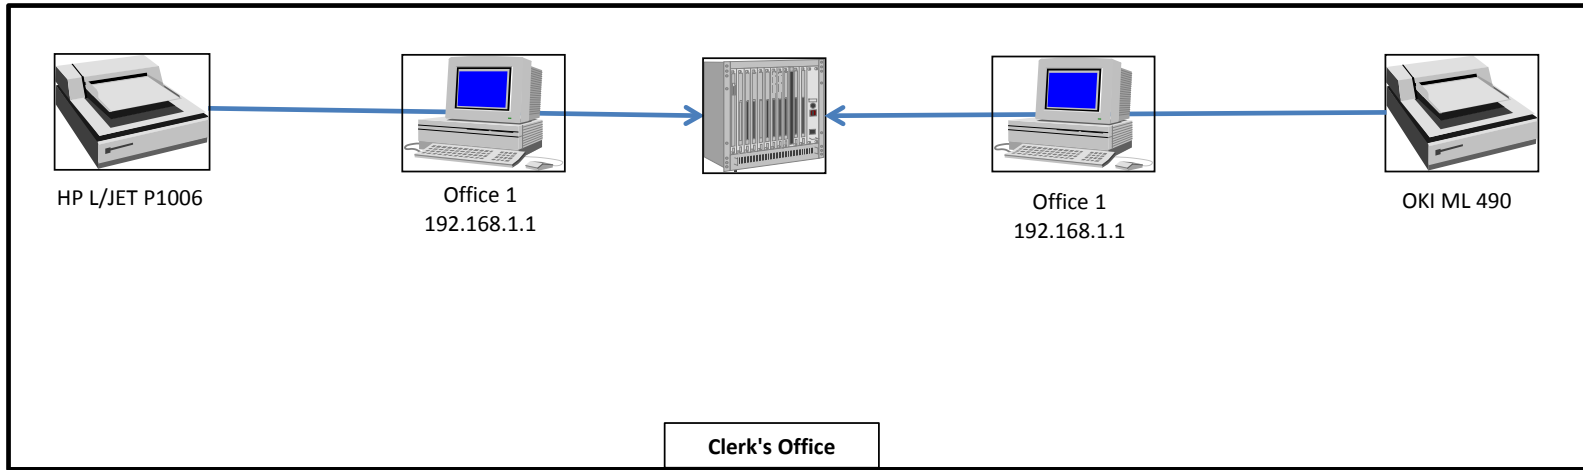 HP L/JET P1006
Office 1
192.168.1.1
Office 1
192.168.1.1
OKI ML 490
Clerk's Office